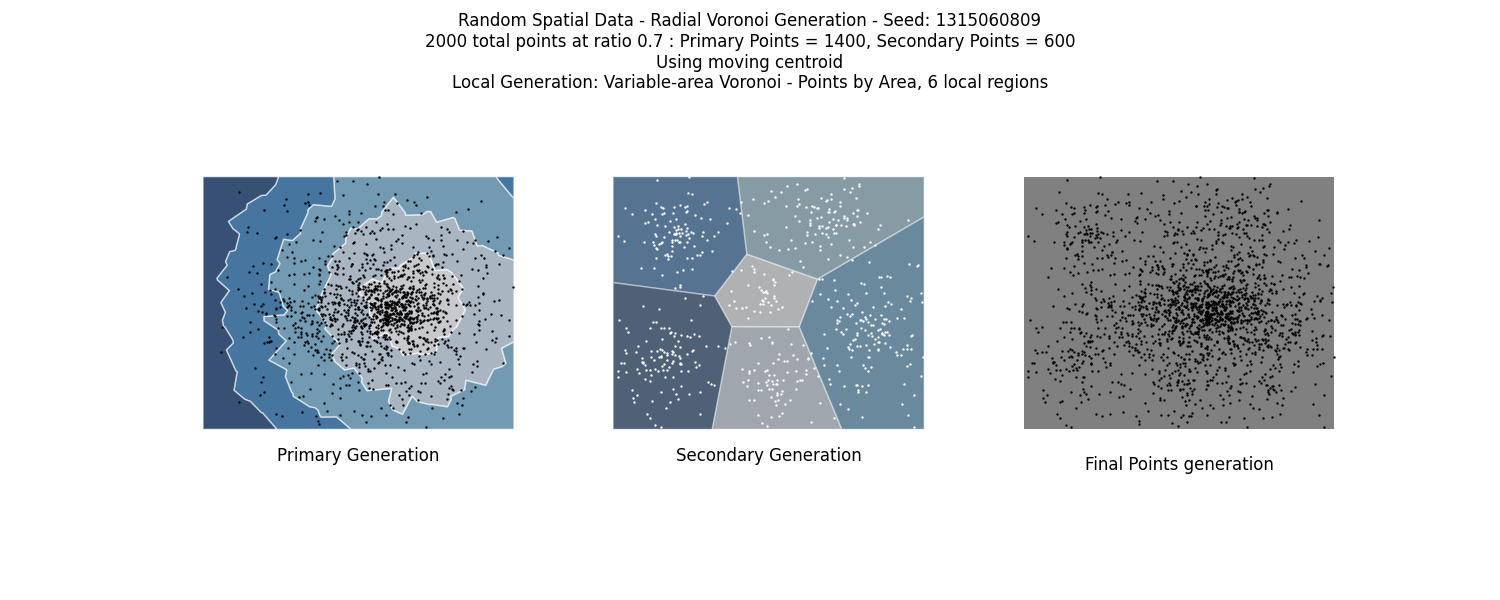 Random Spatial Data - Radial Voronoi Generation - Seed: 1315060809
2000 total points at ratio 0.7 : Primary Points = 1400, Secondary Points = 600
Using moving centroid
Local Generation: Variable-area Voronoi - Points by Area, 6 local regions
Primary Generation
Secondary Generation
Final Points generation